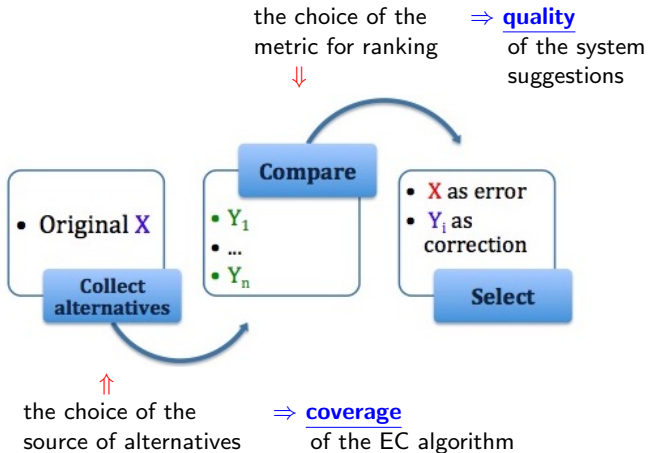 the choice of the ⇒ quality
metric for ranking of the system
⇓ suggestions
Compare
• Original X
Collect
alternatives
• Y1
• ...
• Yn
• X as error
• Yi as
correction
Select
⇑
the choice of the ⇒ coverage
source of alternatives of the EC algorithm